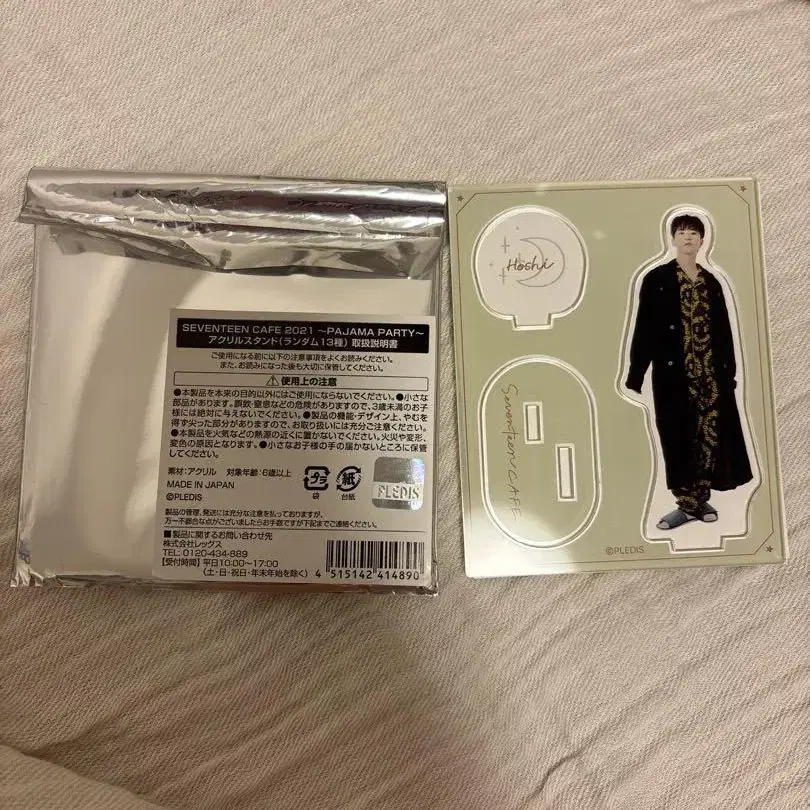 SEVENTEEN CAFE 2021 ～PAJAMA PARTY～
アクリルスタンド(ランダム13種) 取扱説明書
ご使用になる前に以下の注意事項をよくお読みください。
また、お読みになった後も大切に保管してください。
⚠使用上の注意
●本製品を本来の目的以外にはご使用にならないでください。●小さな
部品があります。誤飲・窒息などの危険がありますので、3歳未満のお子
様には絶対に与えないでください。●製品の機能・デザイン上、やむを
得ず尖った部分がありますので、お取り扱いには充分ご注意ください。
●本製品を火気などの熱源の近くに置かないでください。火災や変形、
変色の原因となります。●小さなお子様の手の届かないところに保管
してください。
素材:アクリル 対象年齢:6歳以上
MADE IN JAPAN
©PLEDIS
プラ
袋
紙
台紙
PLEDIS
製品の管理、発送には充分な注意を払っておりますが、
万一不都合な点がございましたらお手数ですが下記までご連絡ください。
■製品に関するお問い合わせ先
株式会社レッグス
TEL: 0120-434-889
【受付時間】平日10:00～17:00
(土・日・祝日・年末年始を除く)
4 515142 414890
Hoshi
Seventeen CAFE
©PLEDIS